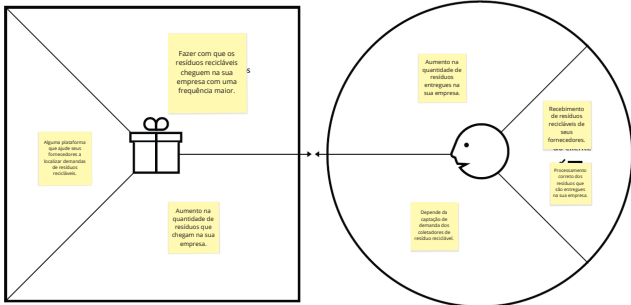 Fazer com que os
resíduos recicláveis
cheguem na sua
empresa com uma
frequência maior.
s
Alguma plataforma
que ajude seus
fornecedores a
localizar demandas
de resíduos
recicláveis.
Aumento na
quantidade de
resíduos que
chegam na sua
empresa.
Aumento na
quantidade de
resíduos
entregues na
sua empresa.
Recebimento
de resíduos
recicláveis de
seus
fornecedores.
Processamento
correto dos
resíduos que
são entregues
na sua empresa.
Depende da
captação de
demanda dos
coletadores de
resíduo reciclável.